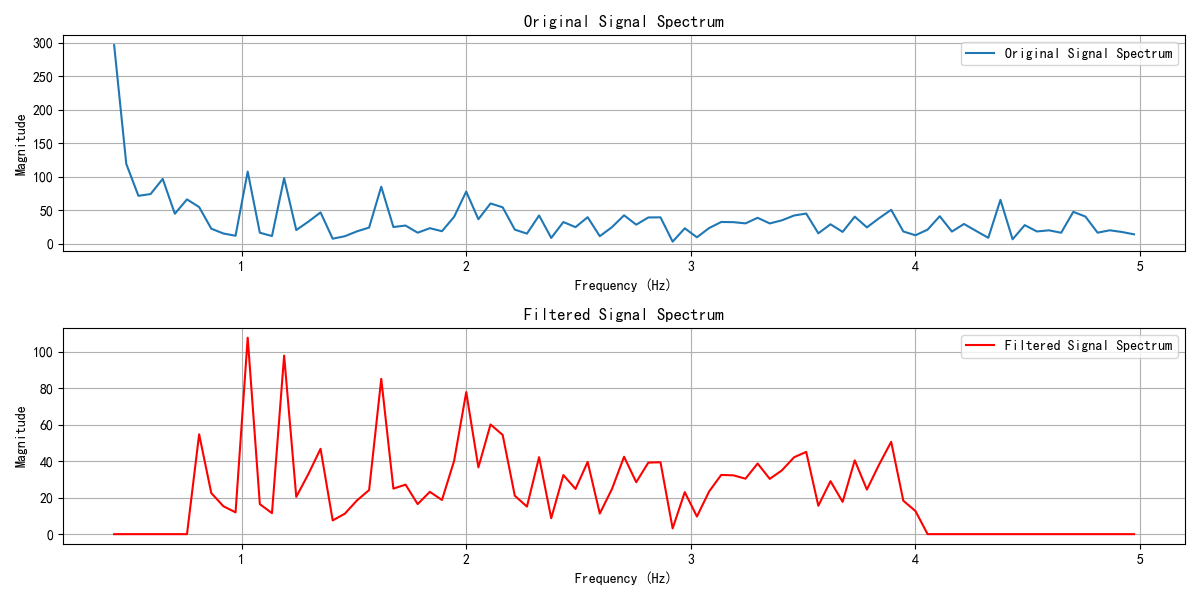 Original Signal Spectrum
300
250
200
150
100
50
0
Magnitude
Original Signal Spectrum
1 2 3 4 5
Frequency (Hz)
Filtered Signal Spectrum
100
80
60
40
20
0
Magnitude
Filtered Signal Spectrum
1 2 3 4 5
Frequency (Hz)